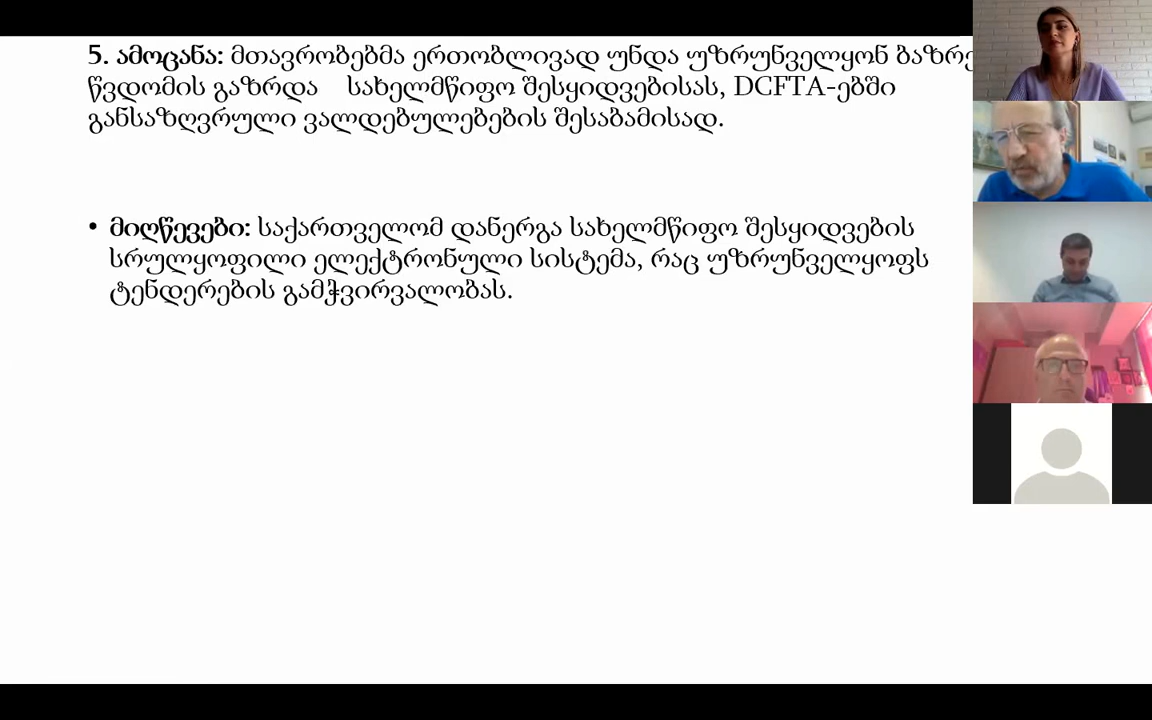 5. ამოცანა: მთავრობებმა ერთობლივად უნდა უზრუნველყონ
წვდომის გაზრდა სახელმწიფო შესყიდვებისას, DCFTA-ებში
განსაზღვრული ვალდებულებების შესაბამისად.
• მიღწევები: საქართველომ დანერგა სახელმწიფო შესყიდვების
სრულყოფილი ელექტრონული სისტემა, რაც უზრუნველყოფს
ტენდერების გამჭვირვალობას.